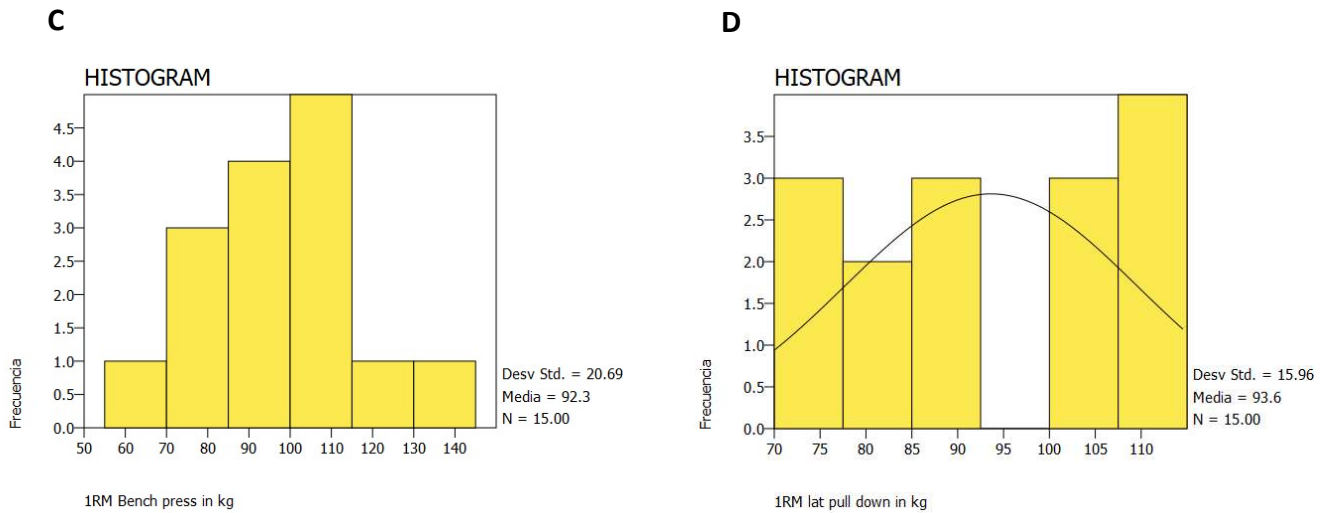 C
HISTOGRAM
4.5
4.0
3.5
3.0
2.5
2.0
1.5
1.0
0.5
0.0
Frecuencia
50 60 70 80 90 100 110 120 130 140
Desv Std. = 20.69
Media = 92.3
N = 15.00
1RM Bench press in kg
D
HISTOGRAM
3.5
3.0
2.5
2.0
1.5
1.0
0.5
0.0
Frecuencia
70 75 80 85 90 95 100 105 110
Desv Std. = 15.96
Media = 93.6
N = 15.00
1RM lat pull down in kg